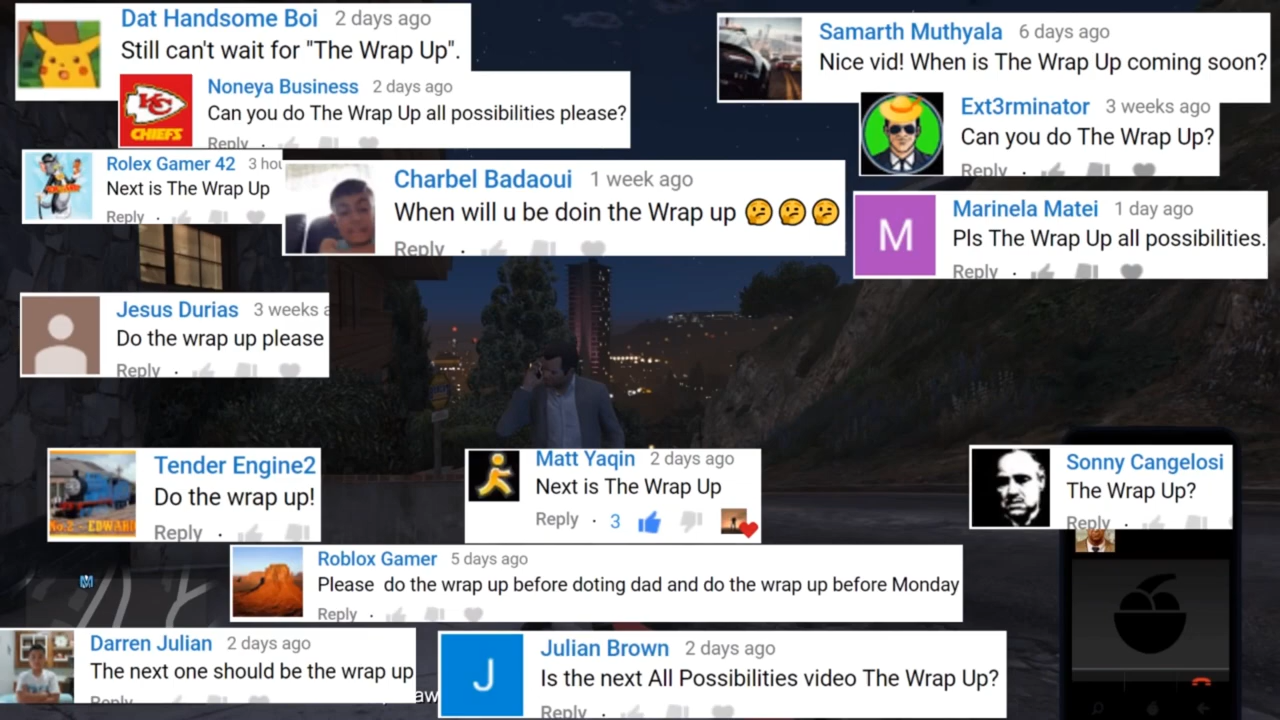 Dat Handsome Boi 2 days ago
Still can't wait for "The Wrap Up".
Samarth Muthyala 6 days ago
Nice vid! When is The Wrap Up coming soon?
CHIEFS
Noneya Business 2 days ago
Can you do The Wrap Up all possibilities please?
Reply
Ext3rminator 3 weeks ago
Can you do The Wrap Up?
Reply
Rolex Gamer 42 3
Next is The Wrap Up
Reply
Charbel Badaoui 1 week ago
When will u be doin the Wrap up 🤔🤔🤔
Reply
M
Marinela Matei 1 day ago
Pls The Wrap Up all possibilities.
Reply
Jesus Durias 3 weeks
Do the wrap up please
Reply
Tender Engine2
Do the wrap up!
Reply
No.2 - EDWARD
Matt Yaqin 2 days ago
Next is The Wrap Up
Reply · 3
Sonny Cangelosi
The Wrap Up?
Reply
Roblox Gamer 5 days ago
Please do the wrap up before doting dad and do the wrap up before Monday
Reply
Darren Julian 2 days ago
The next one should be the wrap up
Reply
J
Julian Brown 2 days ago
Is the next All Possibilities video The Wrap Up?
Reply